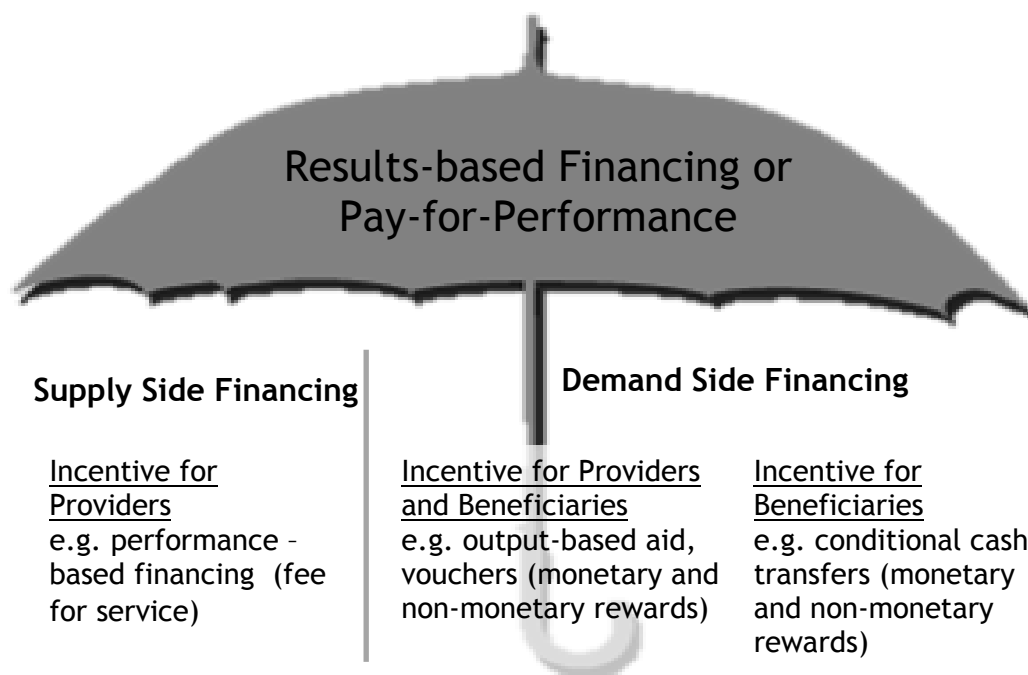 Results-based Financing or
Pay-for-Performance
Supply Side Financing
Demand Side Financing
Incentive for
Providers
e.g. performance –
based financing (fee
for service)
Incentive for Providers
and Beneficiaries
e.g. output-based aid,
vouchers (monetary and
non-monetary rewards)
Incentive for
Beneficiaries
e.g. conditional cash
transfers (monetary
and non-monetary
rewards)